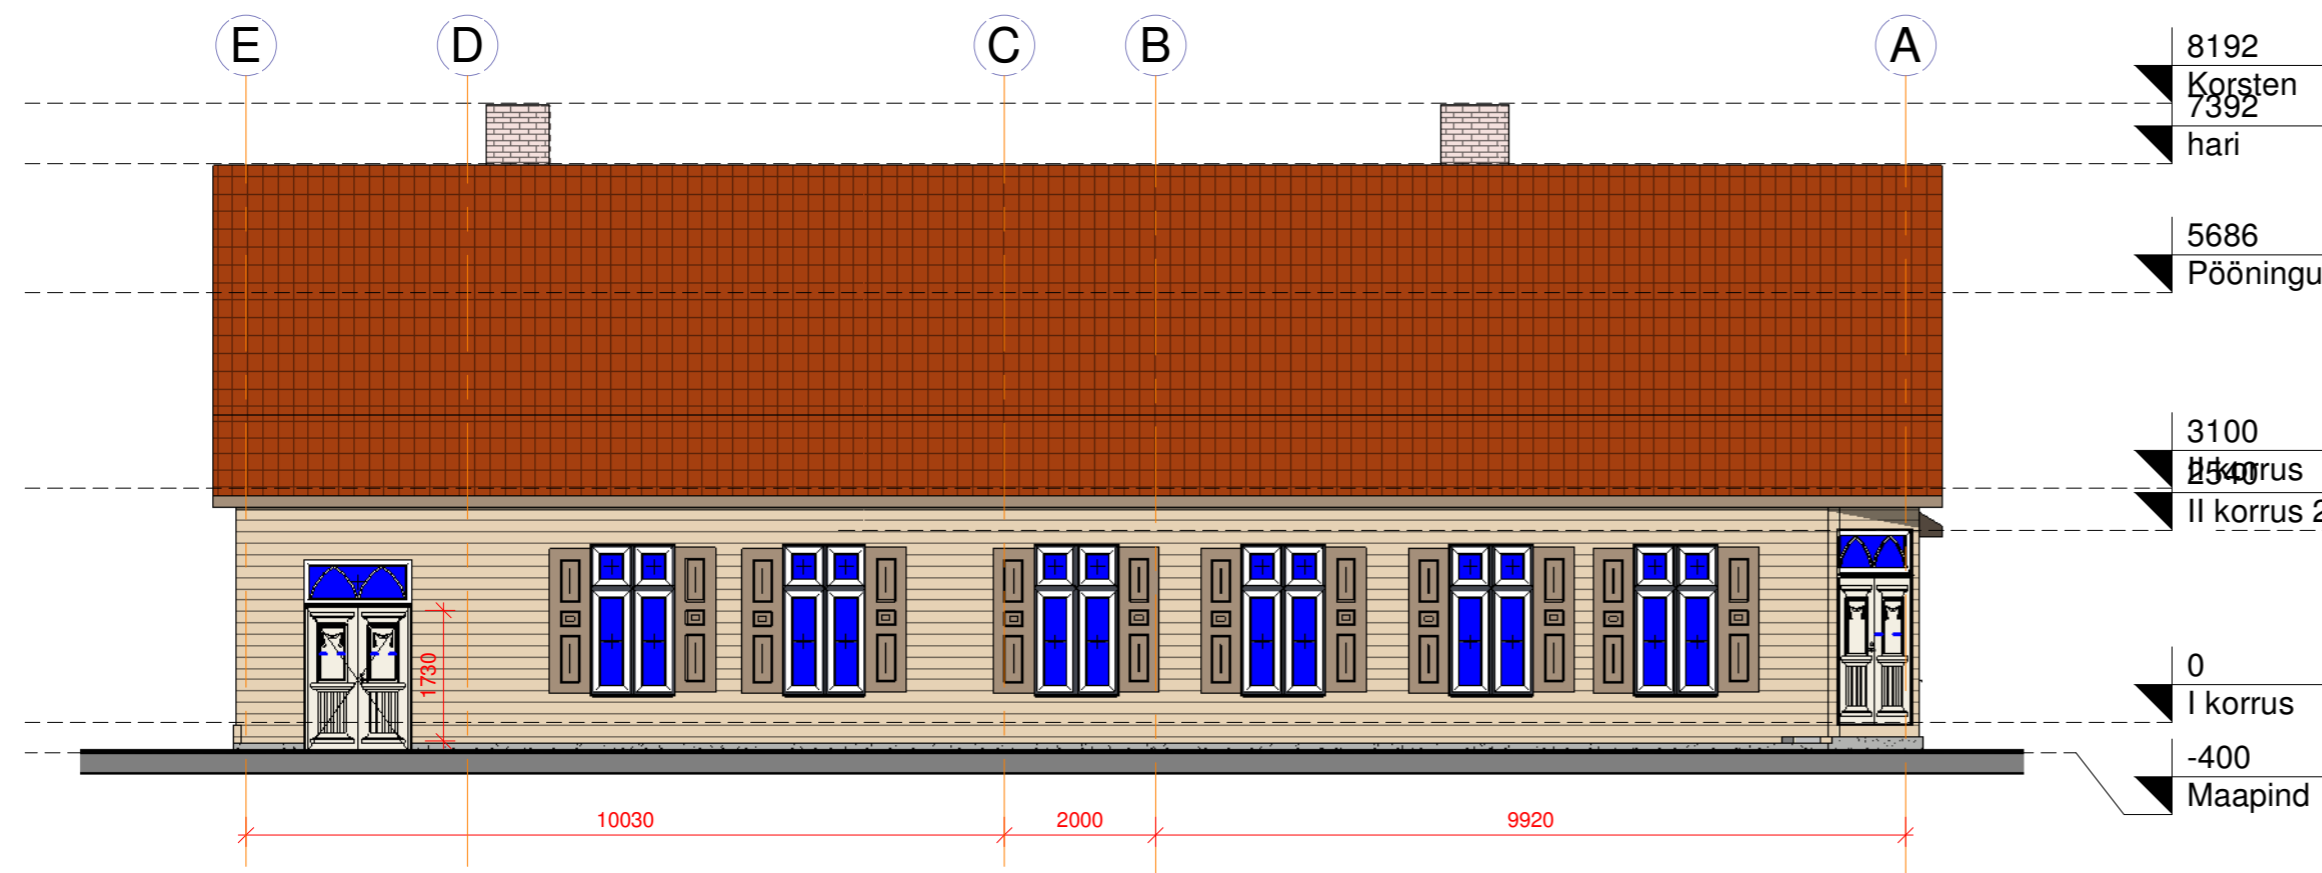 E D C B A
8192
Korsten
7392
hari
5686
Pööningu
3100
II korrus
2540
II korrus 2
1730
0
I korrus
-400
Maapind
10030 2000 9920